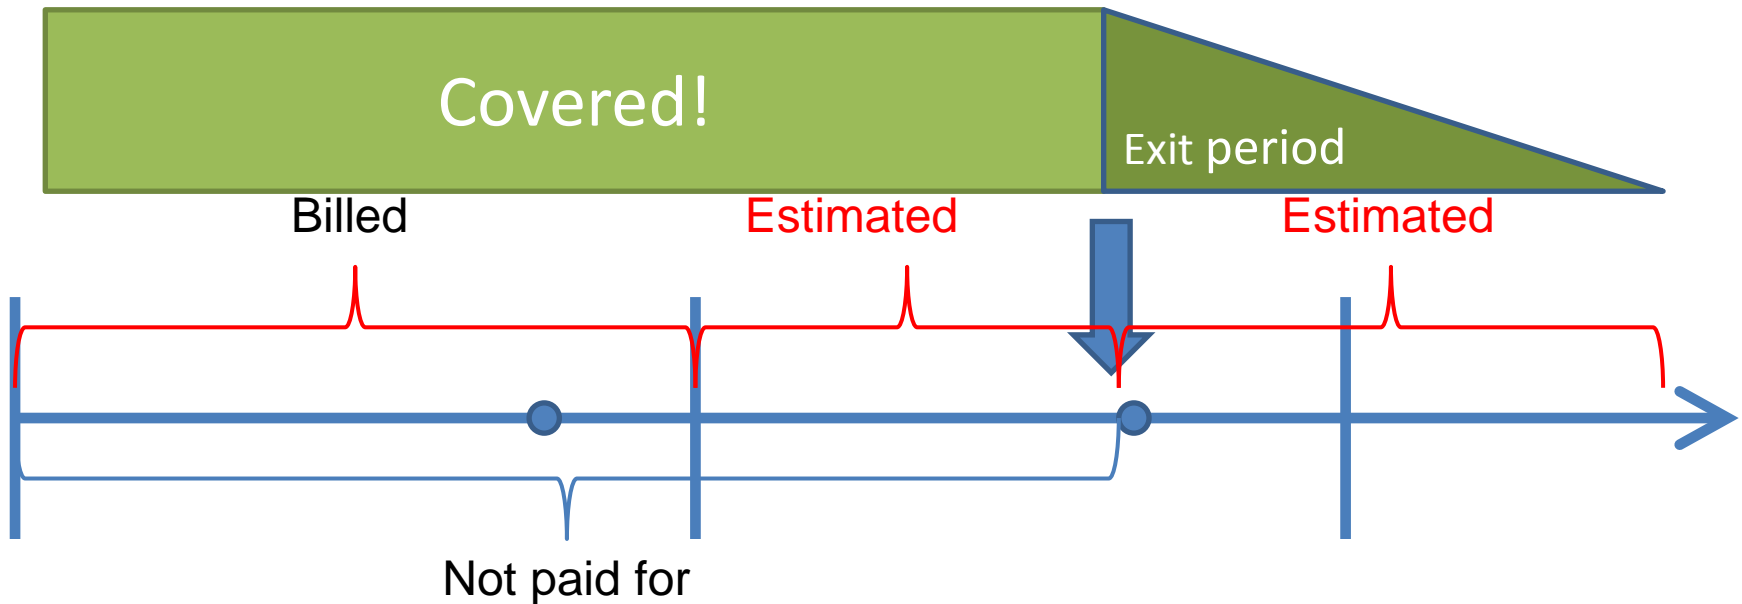 Covered!
Exit period
Billed
Estimated
Estimated
Not paid for